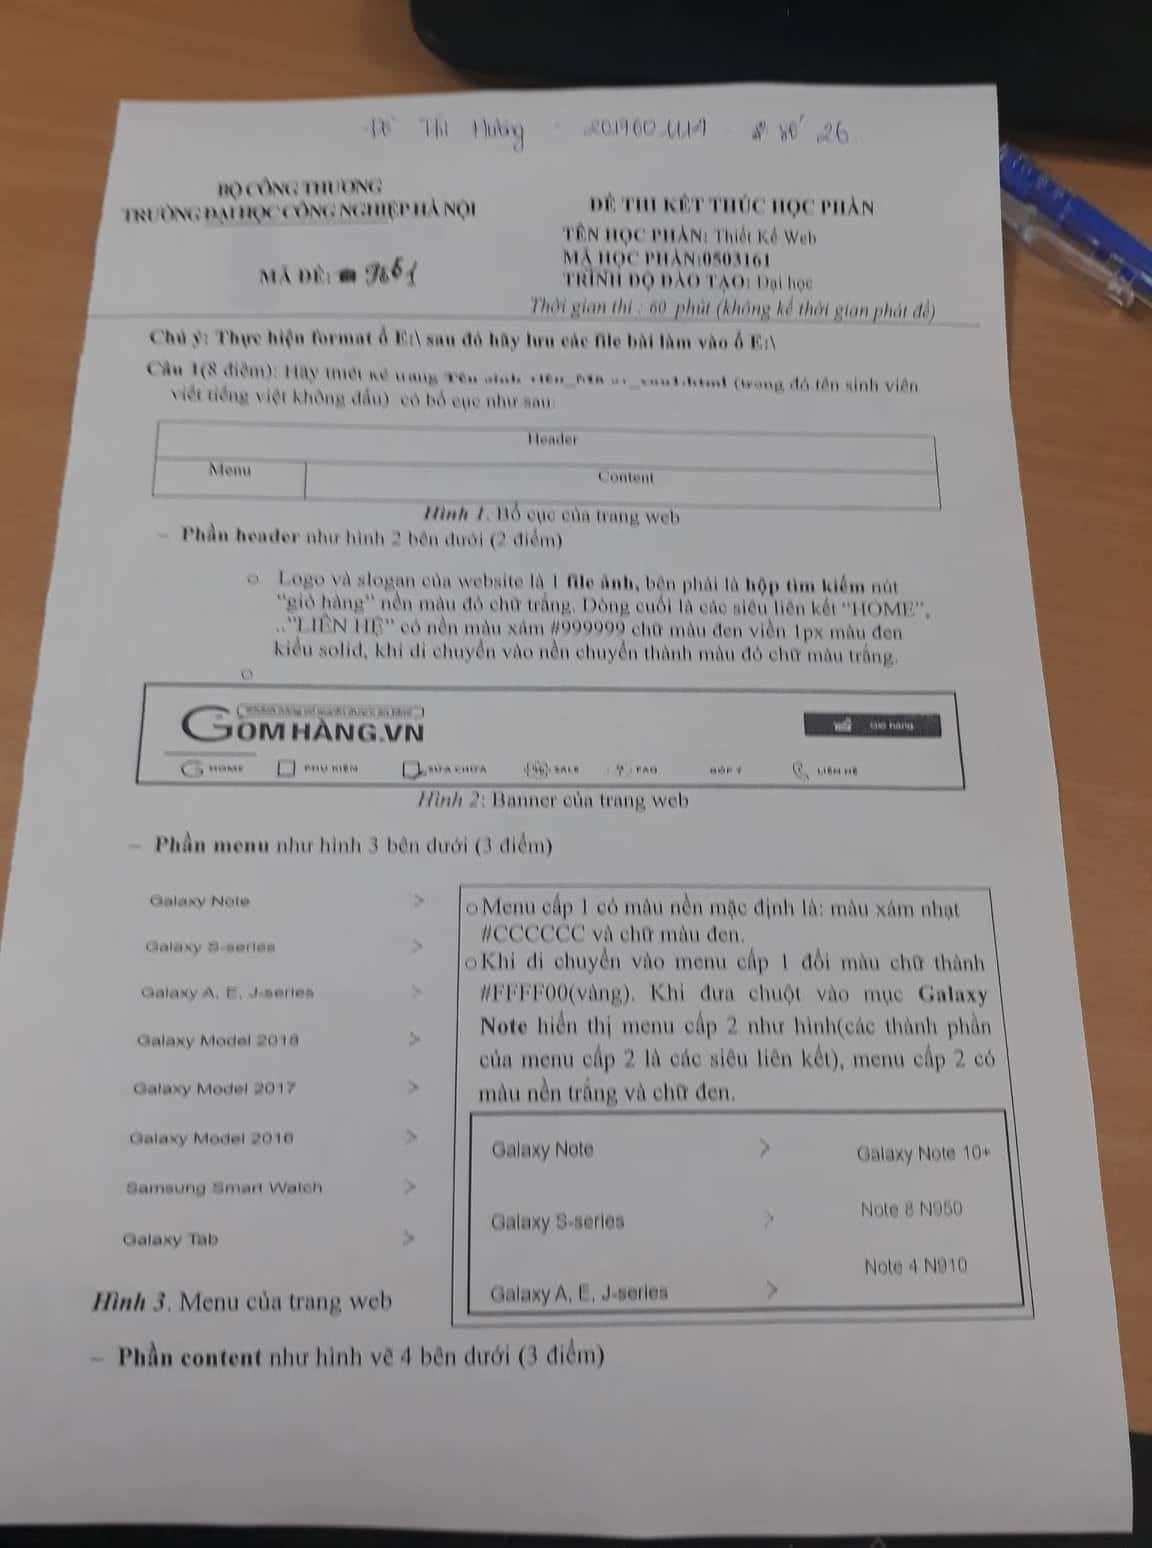 Thị Hường - 8 số 26
BỘ CÔNG THƯƠNG
TRƯỜNG ĐẠI HỌC CÔNG NGHIỆP HÀ NỘI
MÃ ĐỀ:
ĐỀ THI KẾT THÚC HỌC PHẦN
TÊN HỌC PHẦN: Thiết Kế Web
MÃ HỌC PHẦN:0503161
TRÌNH ĐỘ ĐÀO TẠO: Đại học
Thời gian thi : 60 phút (không kể thời gian phát đề)
Chú ý: Thực hiện format ổ E:\ sau đó hãy lưu các file bài làm vào ổ E:\
Câu 1(8 điểm): Hãy thiết kế trang (trong đó tên sinh viên
viết tiếng việt không dấu) có bố cục như sau:
Header
Menu
Content
Hình 1. Bố cục của trang web
– Phần header như hình 2 bên dưới (2 điểm)
o Logo và slogan của website là 1 file ảnh, bên phải là hộp tìm kiếm nút
"giỏ hàng" nền màu đỏ chữ trắng. Dòng cuối là các siêu liên kết "HOME",
.."LIÊN HỆ" có nền màu xám #999999 chữ màu đen viền 1px màu đen
kiểu solid, khi di chuyển vào nền chuyển thành màu đỏ chữ màu trắng.
o
GOMHÀNG.VN
Giỏ hàng
HOME PHỤ KIỆN SỬA CHỮA SALE FAQ GÓP Ý LIÊN HỆ
Hình 2: Banner của trang web
– Phần menu như hình 3 bên dưới (3 điểm)
Galaxy Note >
Galaxy S-series >
Galaxy A, E, J-series >
Galaxy Model 2018 >
Galaxy Model 2017 >
Galaxy Model 2016 >
Samsung Smart Watch >
Galaxy Tab >
Hình 3. Menu của trang web
o Menu cấp 1 có màu nền mặc định là: màu xám nhạt
#CCCCCC và chữ màu đen.
o Khi di chuyển vào menu cấp 1 đổi màu chữ thành
#FFFF00(vàng). Khi đưa chuột vào mục Galaxy
Note hiển thị menu cấp 2 như hình(các thành phần
của menu cấp 2 là các siêu liên kết), menu cấp 2 có
màu nền trắng và chữ đen.
Galaxy Note > Galaxy Note 10+
Note 8 N950
Galaxy S-series >
Note 4 N910
Galaxy A, E, J-series >
– Phần content như hình vẽ 4 bên dưới (3 điểm)